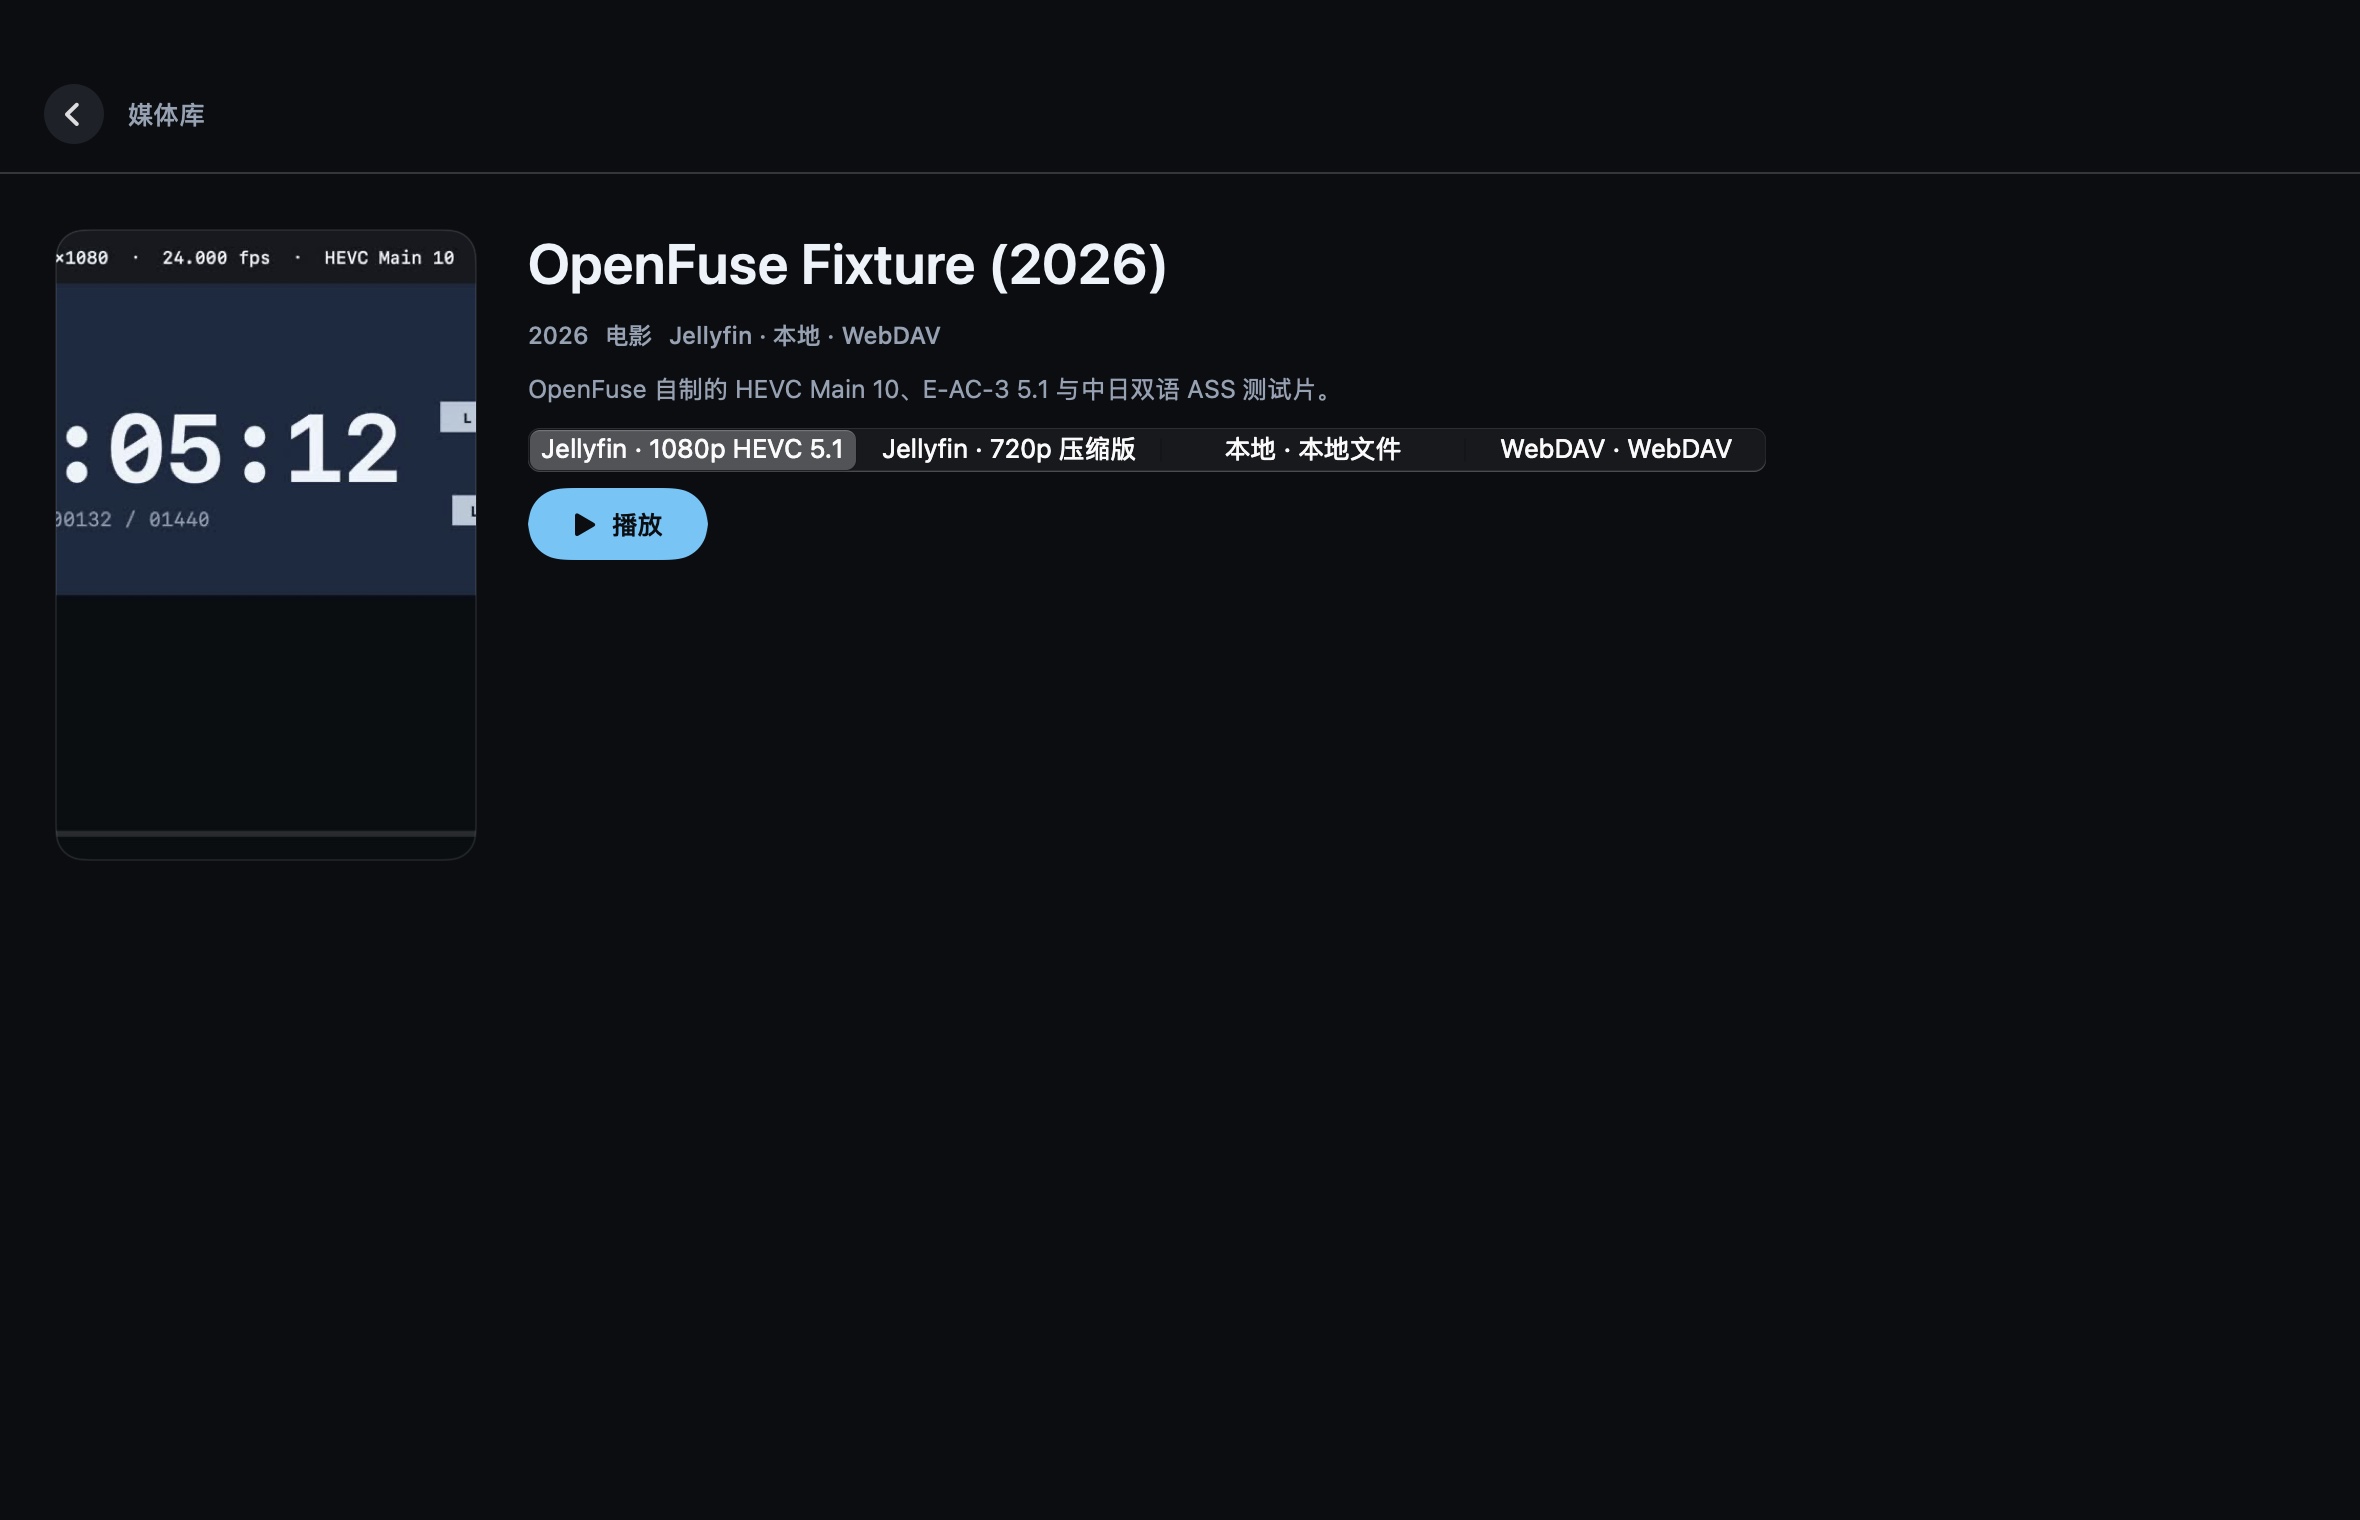 媒体库
×1080 · 24.000 fps · HEVC Main 10
:05:12
L
00132 / 01440
L
OpenFuse Fixture (2026)
2026 电影 Jellyfin · 本地 · WebDAV
OpenFuse 自制的 HEVC Main 10、E-AC-3 5.1 与中日双语 ASS 测试片。
Jellyfin · 1080p HEVC 5.1 Jellyfin · 720p 压缩版 本地 · 本地文件 WebDAV · WebDAV
播放